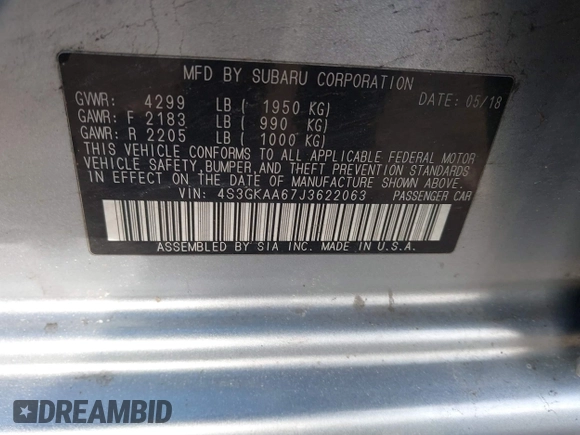 MFD BY SUBARU CORPORATION
GVWR: 4299 LB ( 1950 KG) DATE: 05/18
GAWR: F 2183 LB ( 990 KG)
GAWR: R 2205 LB ( 1000 KG)
THIS VEHICLE CONFORMS TO ALL APPLICABLE FEDERAL MOTOR
VEHICLE SAFETY, BUMPER, AND THEFT PREVENTION STANDARDS
IN EFFECT ON THE DATE OF MANUFACTURE SHOWN ABOVE.
VIN: 4S3GKAA67J3622063 PASSENGER CAR
ASSEMBLED BY SIA INC. MADE IN U.S.A.
DREAMBID